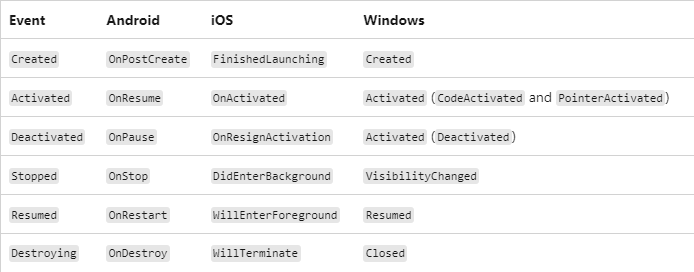 Event Android iOS Windows
Created OnPostCreate FinishedLaunching Created
Activated OnResume OnActivated Activated (CodeActivated and PointerActivated)
Deactivated OnPause OnResignActivation Activated (Deactivated)
Stopped OnStop DidEnterBackground VisibilityChanged
Resumed OnRestart WillEnterForeground Resumed
Destroying OnDestroy WillTerminate Closed